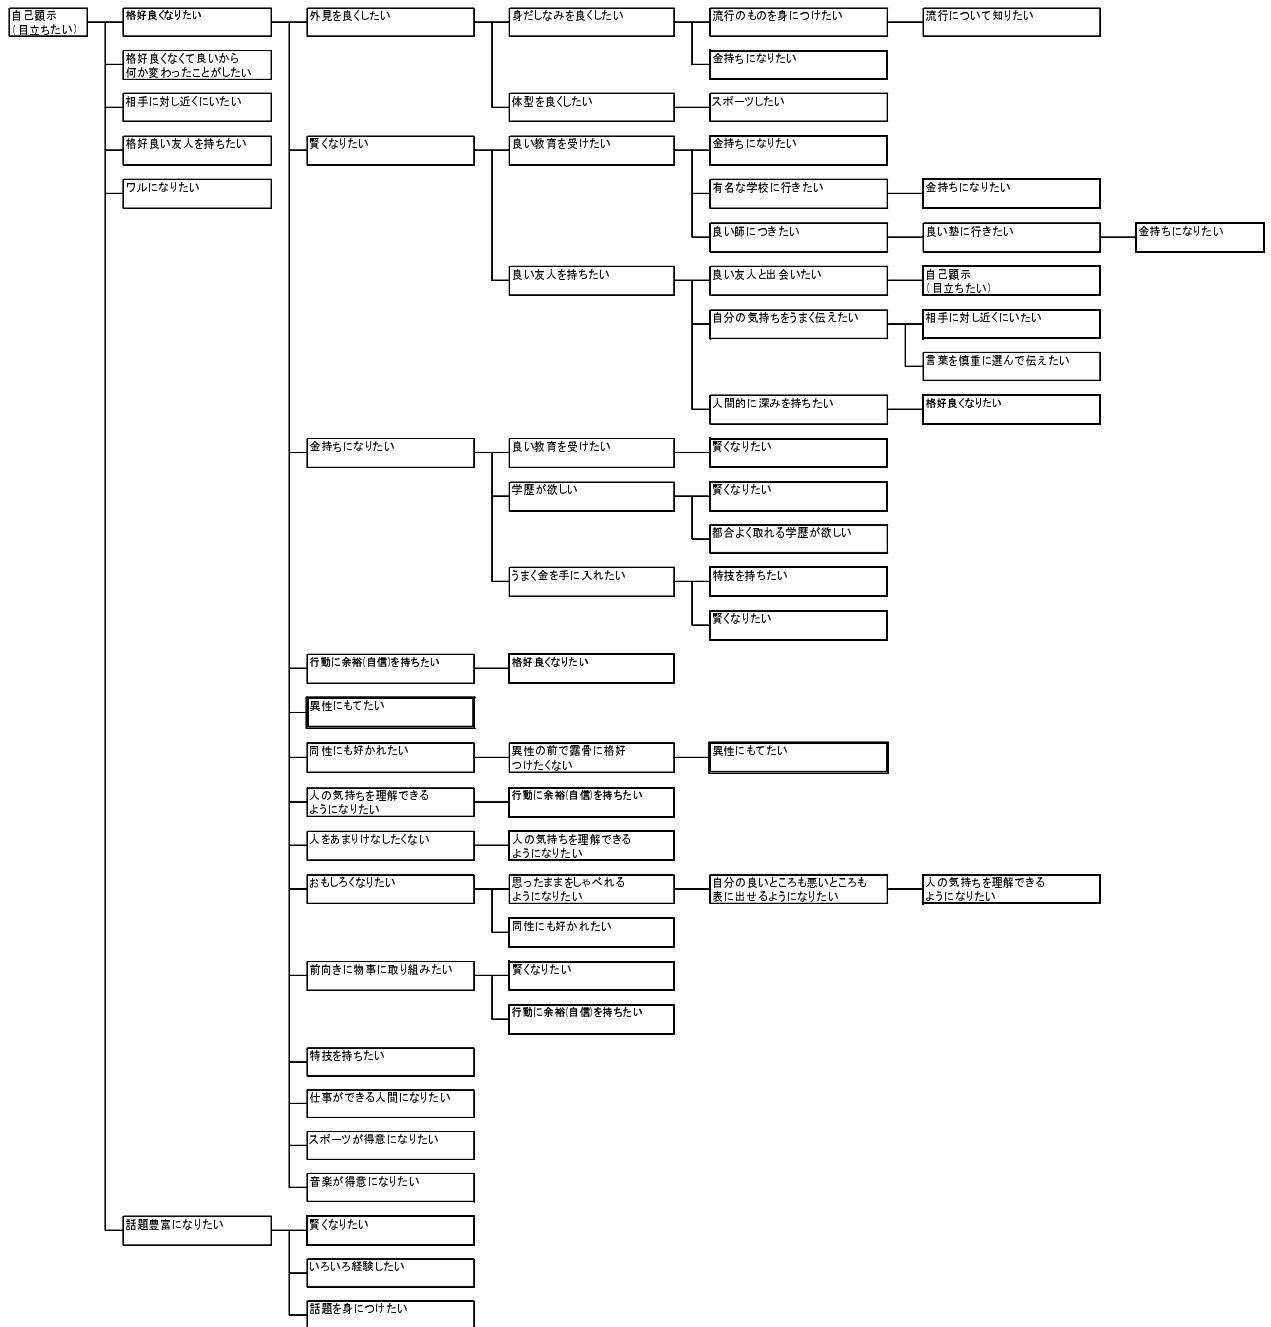 自己顕示
(目立ちたい)
格好良くなりたい
外見を良くしたい
身だしなみを良くしたい
流行のものを身につけたい
流行について知りたい
格好良くなくて良いから
何か変わったことがしたい
金持ちになりたい
相手に対し近くにいたい
体型を良くしたい
スポーツしたい
格好良い友人を持ちたい
賢くなりたい
良い教育を受けたい
金持ちになりたい
ワルになりたい
有名な学校に行きたい
金持ちになりたい
良い師につきたい
良い塾に行きたい
金持ちになりたい
良い友人を持ちたい
良い友人と出会いたい
自己顕示
(目立ちたい)
自分の気持ちをうまく伝えたい
相手に対し近くにいたい
言葉を慎重に選んで伝えたい
人間的に深みを持ちたい
格好良くなりたい
金持ちになりたい
良い教育を受けたい
賢くなりたい
学歴が欲しい
賢くなりたい
都合よく取れる学歴が欲しい
うまく金を手に入れたい
特技を持ちたい
賢くなりたい
行動に余裕(自信)を持ちたい
格好良くなりたい
異性にもてたい
同性にも好かれたい
異性の前で露骨に格好
つけたくない
異性にもてたい
人の気持ちを理解できる
ようになりたい
行動に余裕(自信)を持ちたい
人をあまりけなしたくない
人の気持ちを理解できる
ようになりたい
おもしろくなりたい
思ったままをしゃべれる
ようになりたい
自分の良いところも悪いところも
表に出せるようになりたい
人の気持ちを理解できる
ようになりたい
同性にも好かれたい
前向きに物事に取り組みたい
賢くなりたい
行動に余裕(自信)を持ちたい
特技を持ちたい
仕事ができる人間になりたい
スポーツが得意になりたい
音楽が得意になりたい
話題豊富になりたい
賢くなりたい
いろいろ経験したい
話題を身につけたい